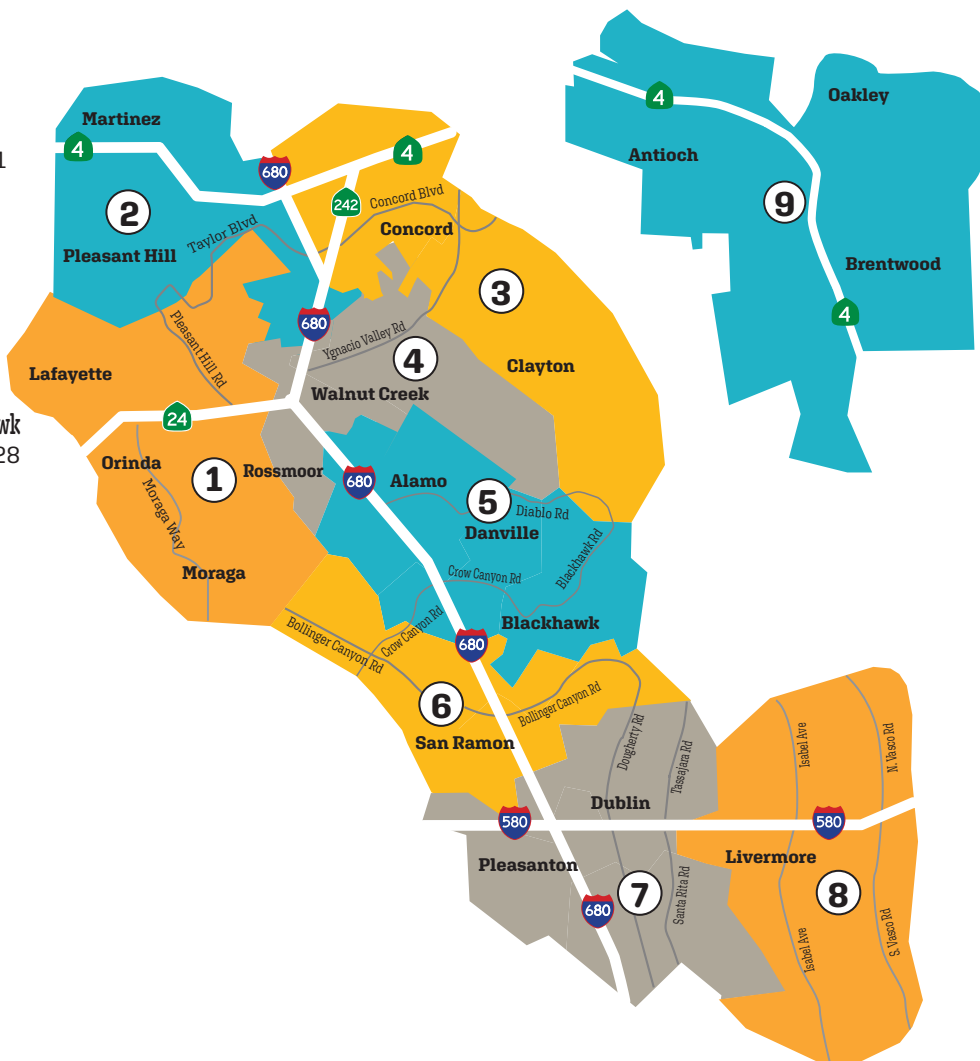 Oakley
4
Martinez
Antioch
4
4
1
680
242
Concord Blvd
9
2
Concord
Taylor Blvd
Pleasant Hill
Brentwood
3
4
680
Pleasant Hill Rd
Ygnacio Valley Rd
4
Clayton
Lafayette
Walnut Creek
24
wk
28
Orinda
1
Rossmoor
680
Alamo
5
Diablo Rd
Moraga Way
Danville
Blackhawk Rd
Moraga
Crow Canyon Rd
Blackhawk
Bollinger Canyon Rd
Crow Canyon Rd
680
6
Bollinger Canyon Rd
San Ramon
Dougherty Rd
Tassajara Rd
Isabel Ave
N. Vasco Rd
Dublin
580
580
Pleasanton
Livermore
7
Santa Rita Rd
8
680
Isabel Ave
S. Vasco Rd